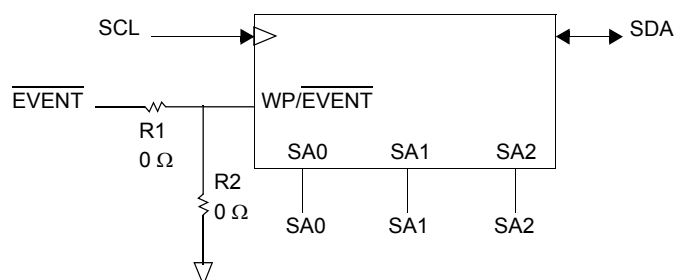 SCL
SDA
EVENT
WP/EVENT
R1
0 Ω
SA0 SA1 SA2
R2
0 Ω
SA0 SA1 SA2